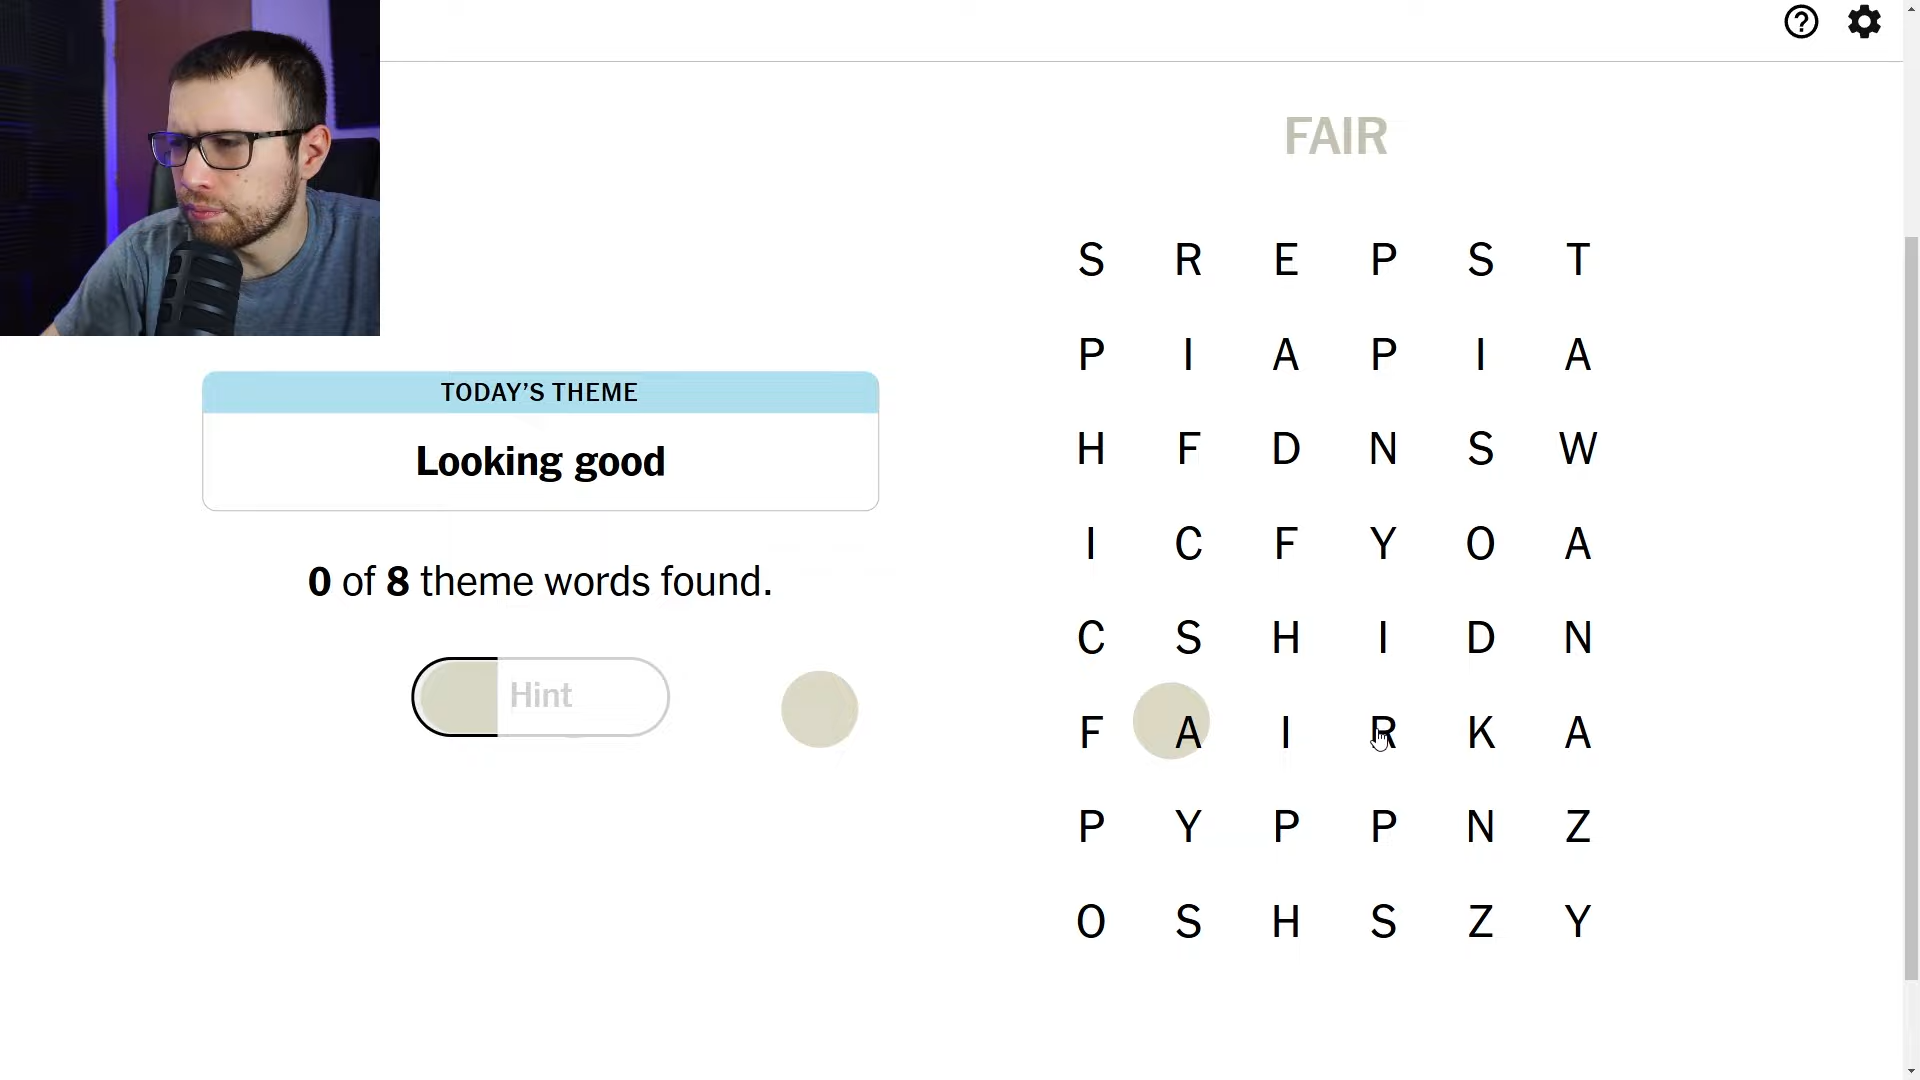 FAIR
S R E P S T
P I A P I A
H F D N S W
I C F Y O A
C S H I D N
F A I R K A
P Y P P N Z
O S H S Z Y
TODAY'S THEME
Looking good
0 of 8 theme words found.
Hint